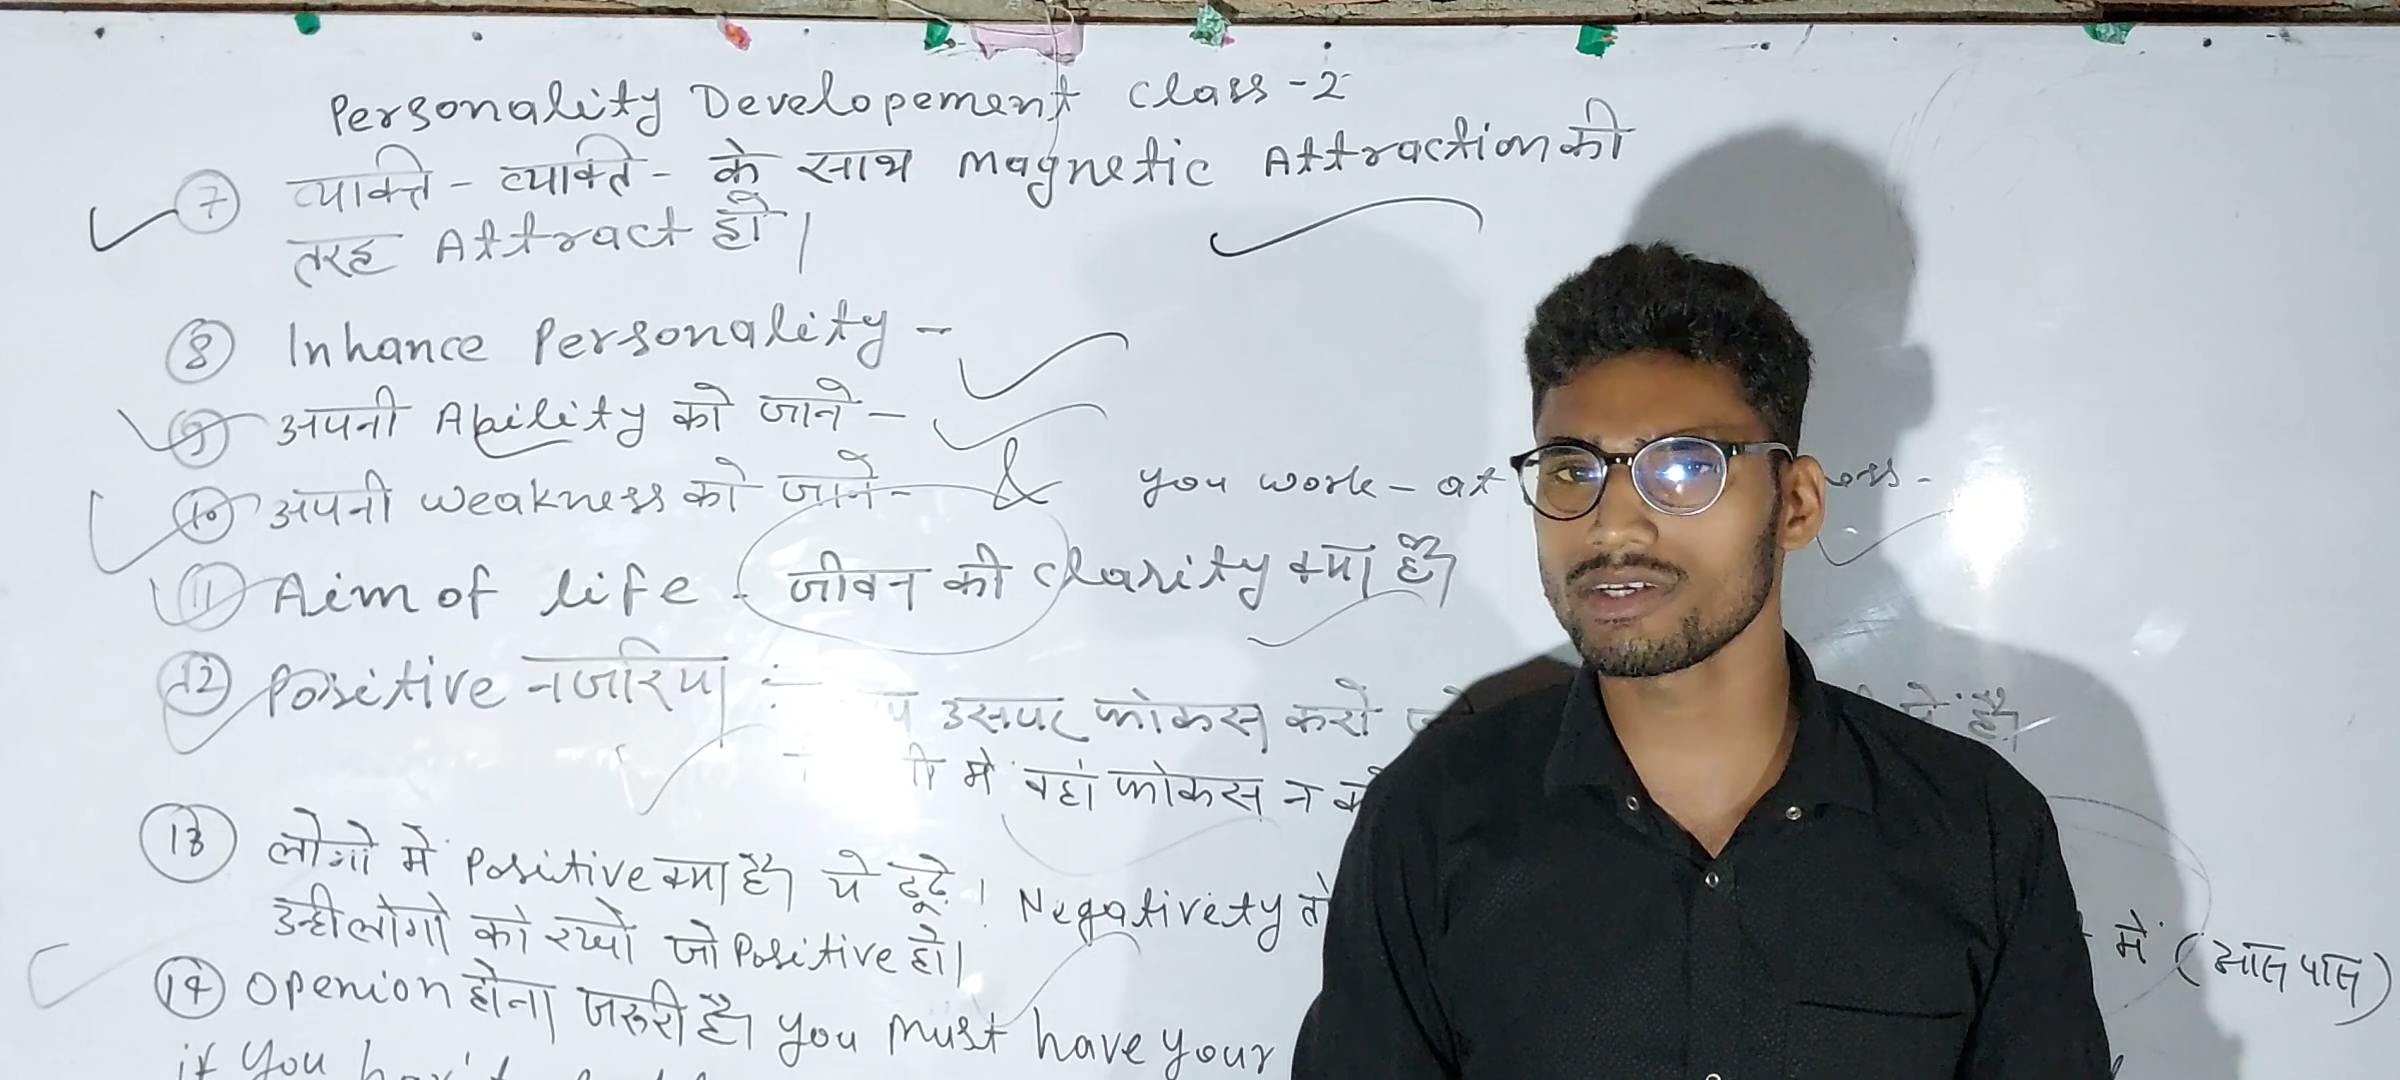 Personality Developement class-2
7 व्यक्ति - व्यक्ति - के साथ magnetic Attraction की
तरह Attract हो।
8 Inhance Personality -
9 अपनी Ability को जाने -
10 अपनी weakness को जाने - & you work - at
11 Aim of life - जीवन की clarity क्या है
12 Positive नजरिया :- उसपर फोकस करो है
मे वहां फोकस न
13 लोगो में Positive क्या है ये ढूढे। Negativety तो
उन्हीलोगो को रखो जो Positive हो। में (आस पास)
14 Openion होना जरूरी है you must have your
if you